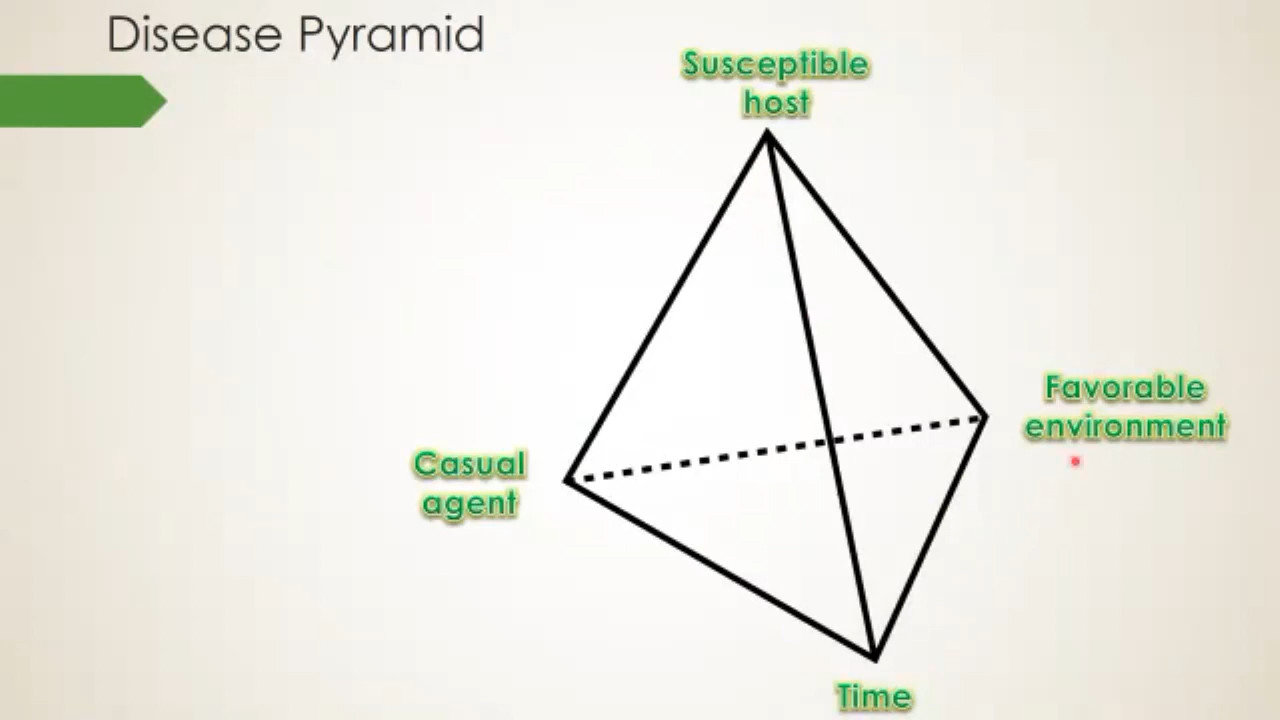 Disease Pyramid
Susceptible
host
Favorable
environment
Casual
agent
Time